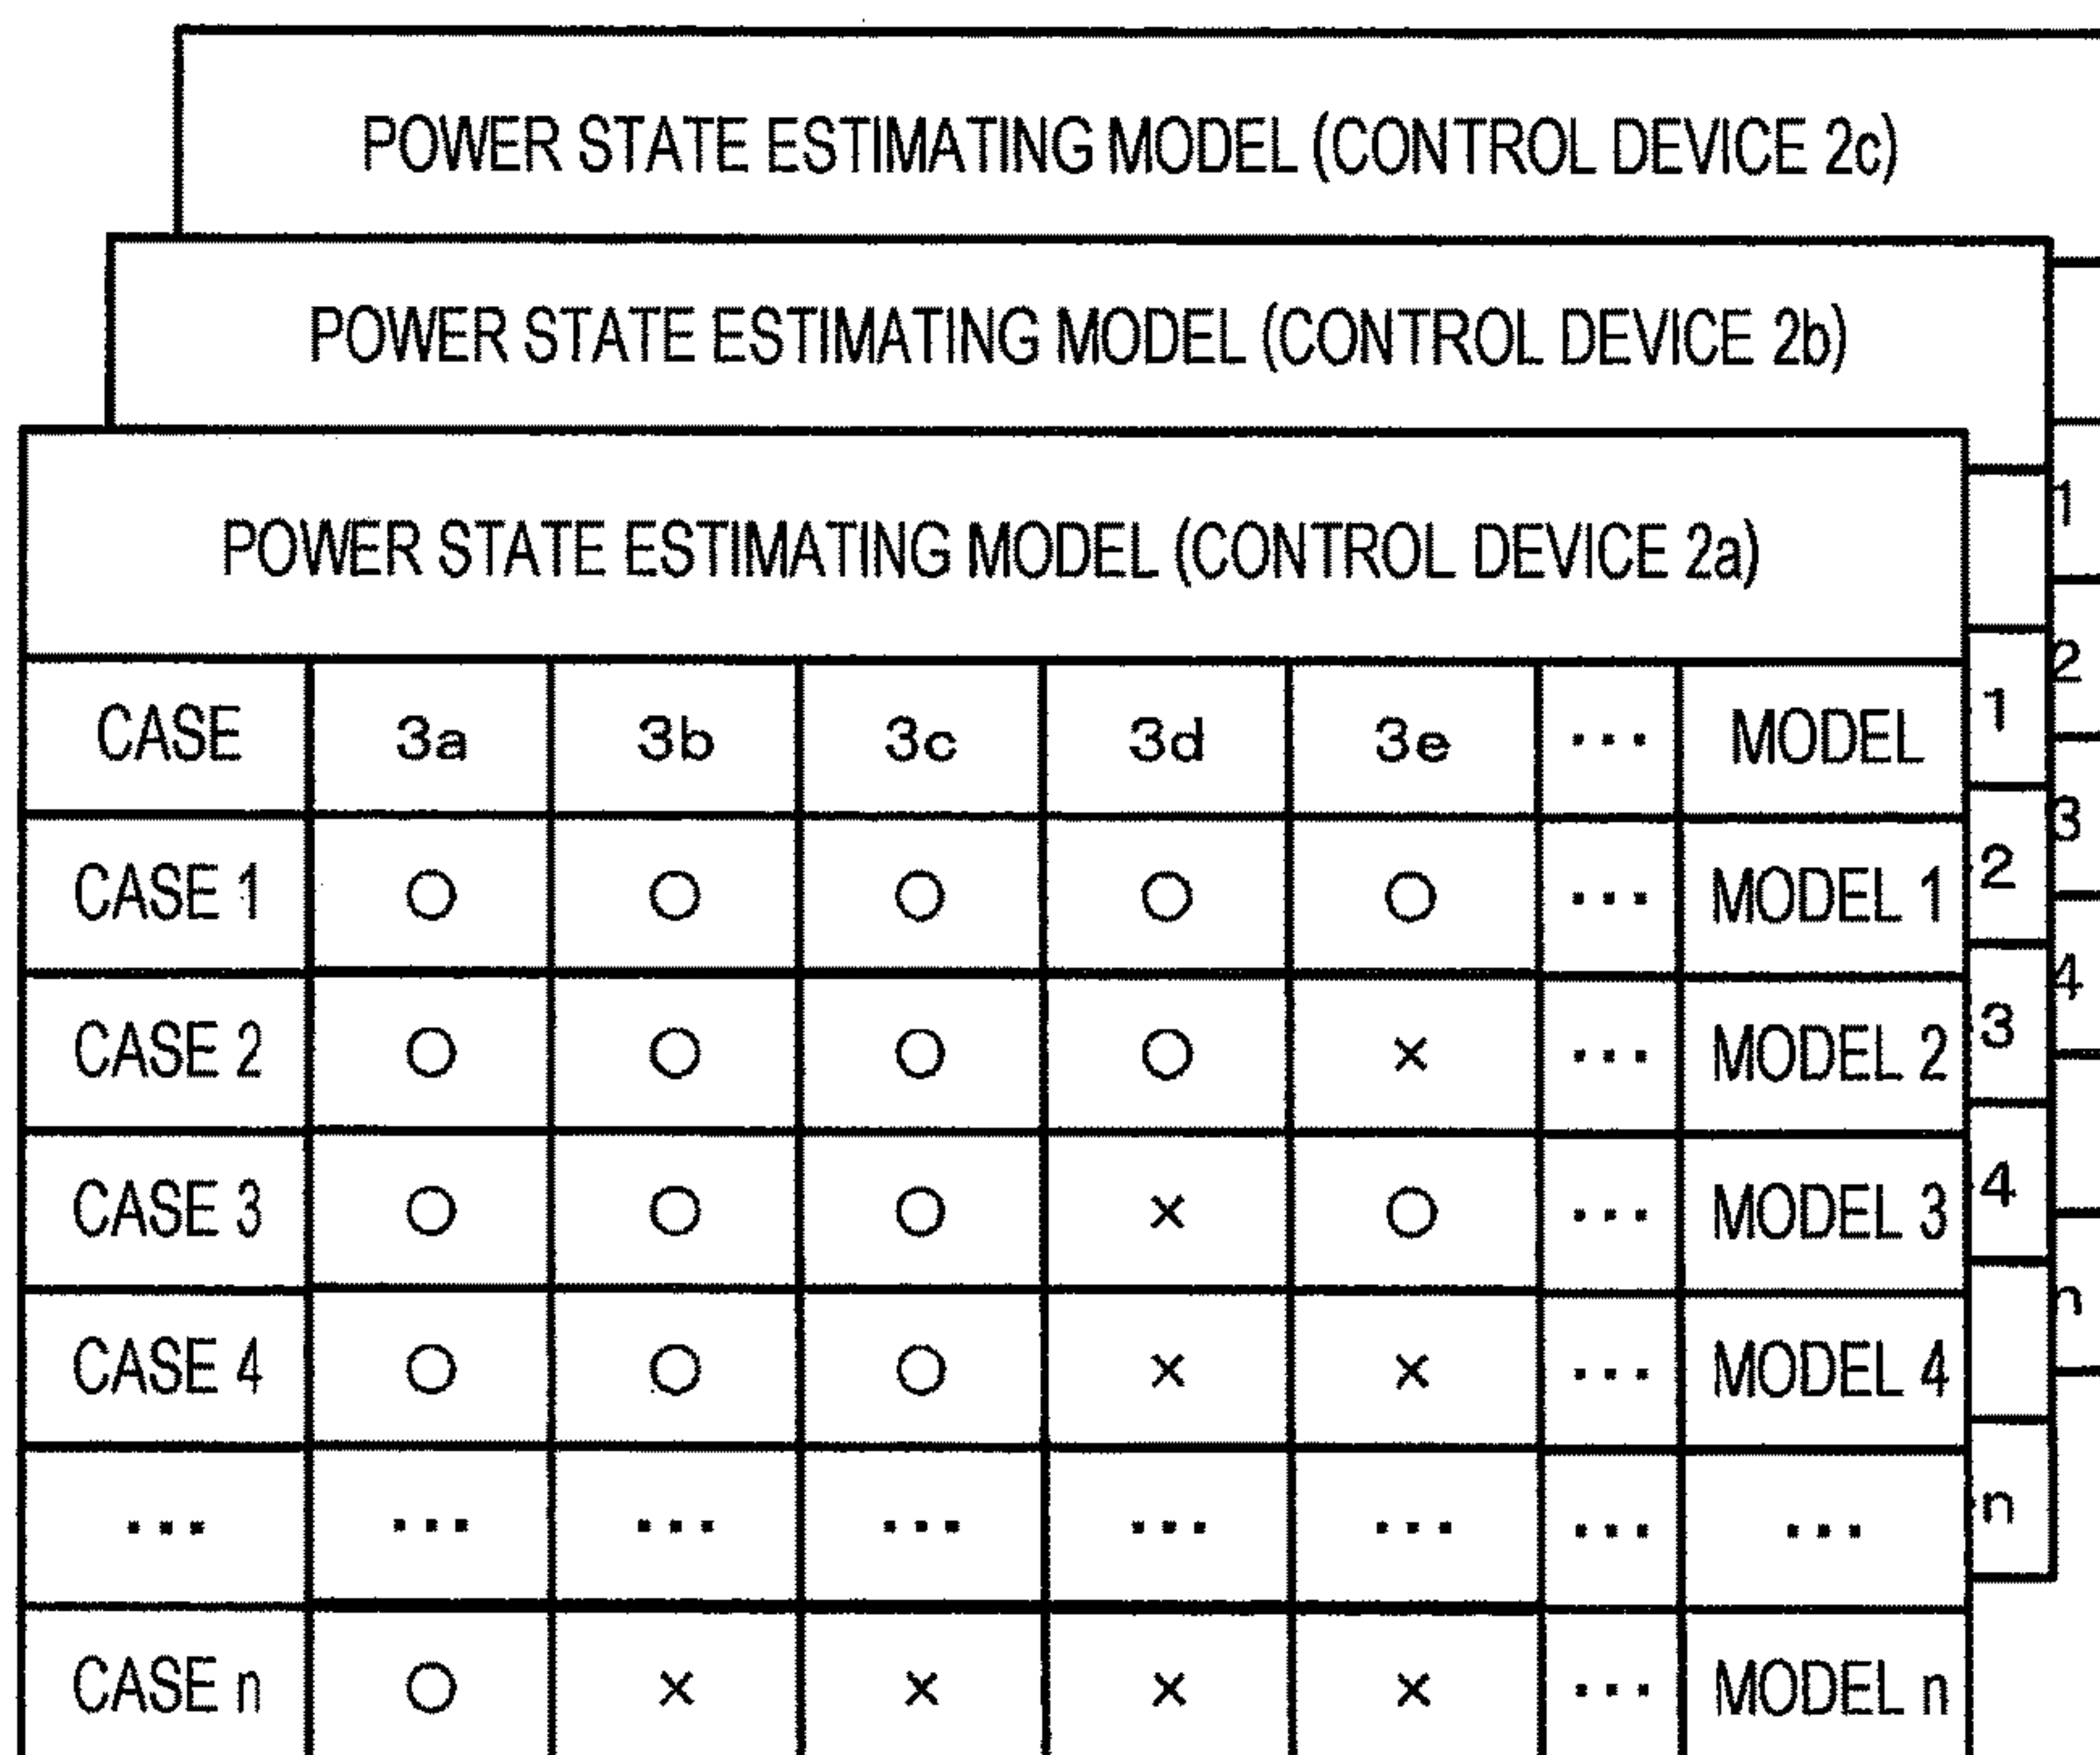 POWER STATE ESTIMATING MODEL (CONTROL DEVICE 2c)
POWER STATE ESTIMATING MODEL (CONTROL DEVICE 2b)
POWER STATE ESTIMATING MODEL (CONTROL DEVICE 2a)
CASE 3a 3b 3c 3d 3e ... MODEL
CASE 1 ○ ○ ○ ○ ○ ... MODEL 1
CASE 2 ○ ○ ○ ○ × ... MODEL 2
CASE 3 ○ ○ ○ × ○ ... MODEL 3
CASE 4 ○ ○ ○ × × ... MODEL 4
... ... ... ... ... ... ... ...
CASE n ○ × × × × ... MODEL n
1
2
3
4
n
1
2
3
4
n